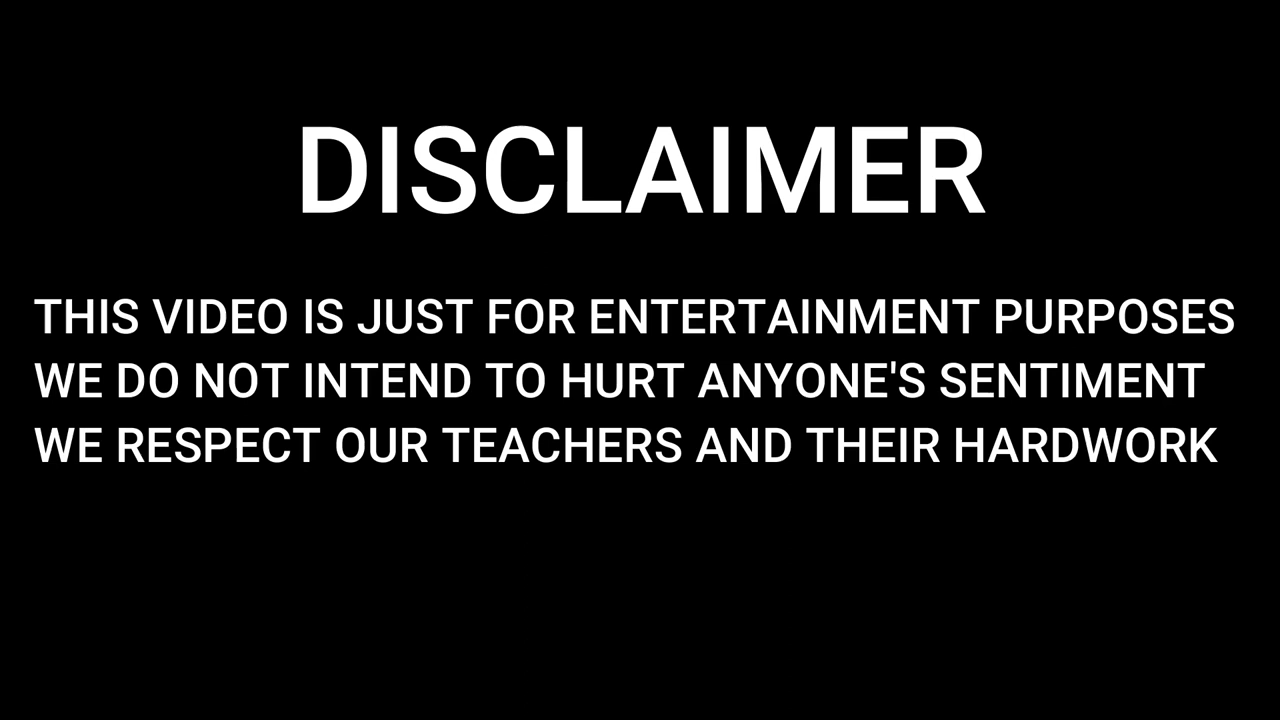 DISCLAIMER
THIS VIDEO IS JUST FOR ENTERTAINMENT PURPOSES
WE DO NOT INTEND TO HURT ANYONE'S SENTIMENT
WE RESPECT OUR TEACHERS AND THEIR HARDWORK